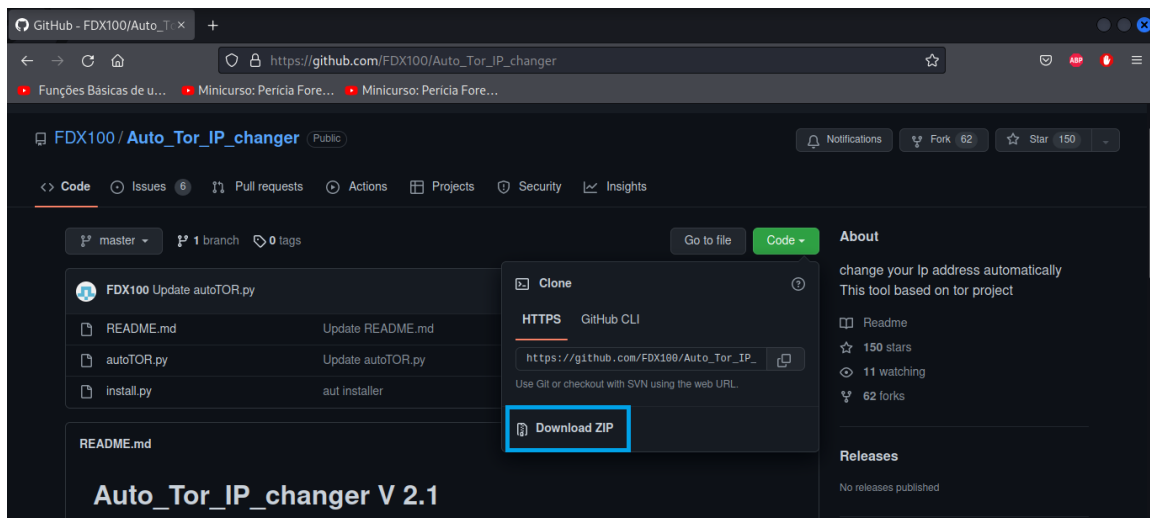 GitHub - FDX100/Auto_To
https://github.com/FDX100/Auto_Tor_IP_changer
ABP
Funções Básicas de u... Minicurso: Perícia Fore... Minicurso: Perícia Fore...
FDX100 / Auto_Tor_IP_changer Public
Notifications Fork 62 Star 150
<> Code Issues 6 Pull requests Actions Projects Security Insights
master 1 branch 0 tags Go to file Code
About
change your Ip address automatically
This tool based on tor project
Readme
150 stars
11 watching
62 forks
Releases
No releases published
FDX100 Update autoTOR.py
README.md Update README.md
autoTOR.py Update autoTOR.py
install.py aut installer
Clone
HTTPS GitHub CLI
https://github.com/FDX100/Auto_Tor_IP_
Use Git or checkout with SVN using the web URL.
Download ZIP
README.md
Auto_Tor_IP_changer V 2.1